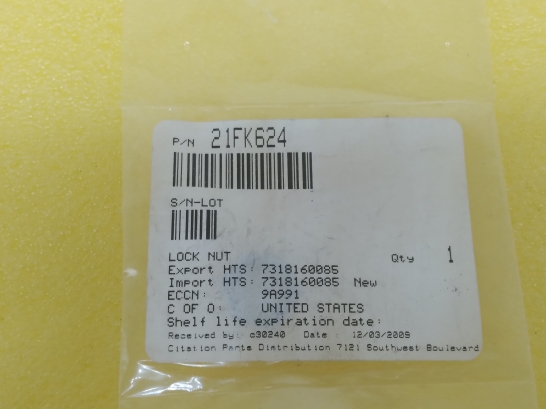 P/N 21FK624
S/N-LOT
LOCK NUT Qty 1
Export HTS: 7318160085
Import HTS: 7318160085 New
ECCN: 9A991
C OF O: UNITED STATES
Shelf life expiration date:
Received by: o30240 Date : 12/03/2009
Citation Parts Distribution 7121 Southwest Boulevard